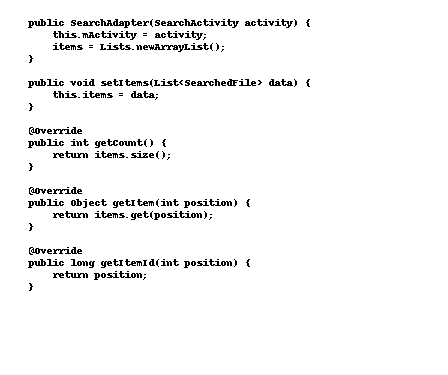 public SearchAdapter(SearchActivity activity) {
    this.mActivity = activity;
    items = Lists.newArrayList();
}

public void setItems(List<SearchedFile> data) {
    this.items = data;
}

@Override
public int getCount() {
    return items.size();
}

@Override
public Object getItem(int position) {
    return items.get(position);
}

@Override
public long getItemId(int position) {
    return position;
}